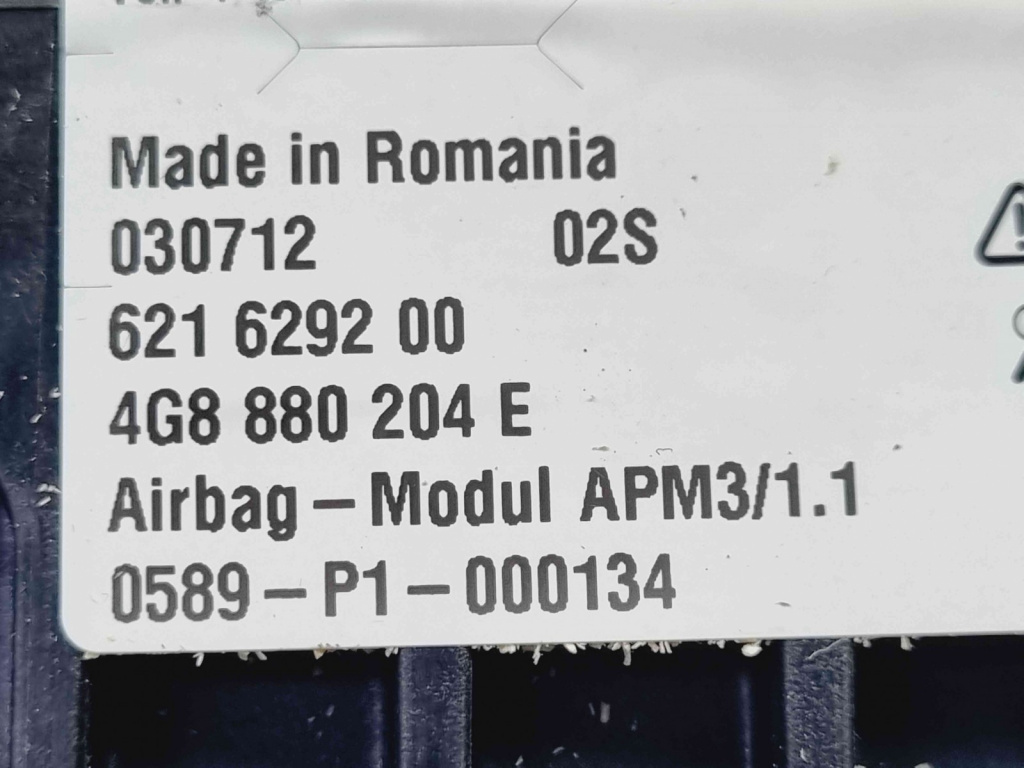 Made in Romania
030712 02S
621 6292 00
4G8 880 204 E
Airbag – Modul APM3/1.1
0589 – P1 – 000134